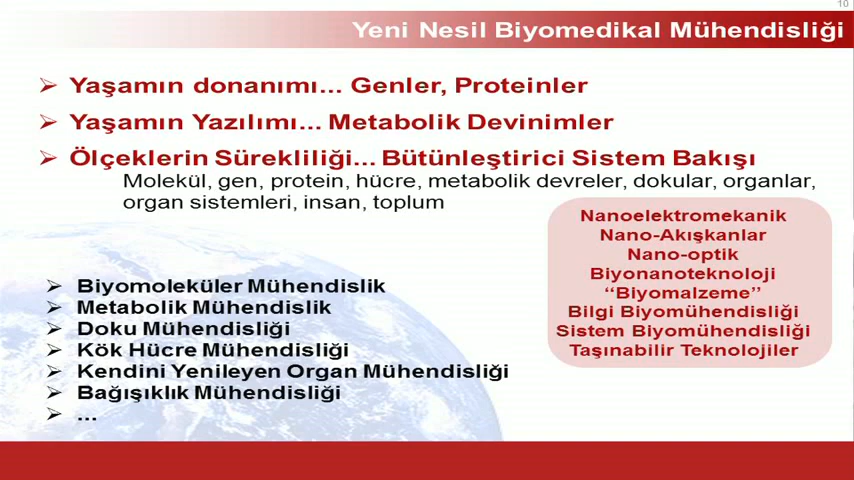 10
Yeni Nesil Biyomedikal Mühendisliği
Yaşamın donanımı... Genler, Proteinler
Yaşamın Yazılımı... Metabolik Devinimler
Ölçeklerin Sürekliliği... Bütünleştirici Sistem Bakışı
Molekül, gen, protein, hücre, metabolik devreler, dokular, organlar,
organ sistemleri, insan, toplum
Nanoelektromekanik
Nano-Akışkanlar
Nano-optik
Biyonanoteknoloji
“Biyomalzeme”
Bilgi Biyomühendisliği
Sistem Biyomühendisliği
Taşınabilir Teknolojiler
Biyomoleküler Mühendislik
Metabolik Mühendislik
Doku Mühendisliği
Kök Hücre Mühendisliği
Kendini Yenileyen Organ Mühendisliği
Bağışıklık Mühendisliği
...